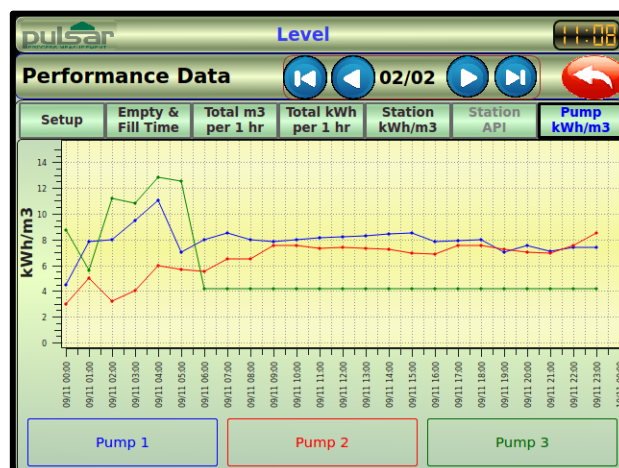 pulsar
PROCESS MEASUREMENT
Level
11:08
Performance Data
02/02
Setup
Empty &
Fill Time
Total m3
per 1 hr
Total kWh
per 1 hr
Station
kWh/m3
Station
API
Pump
kWh/m3
kWh/m3
14
12
10
8
6
4
2
0
09/11 00:00
09/11 01:00
09/11 02:00
09/11 03:00
09/11 04:00
09/11 05:00
09/11 06:00
09/11 07:00
09/11 08:00
09/11 09:00
09/11 10:00
09/11 11:00
09/11 12:00
09/11 13:00
09/11 14:00
09/11 15:00
09/11 16:00
09/11 17:00
09/11 18:00
09/11 19:00
09/11 20:00
09/11 21:00
09/11 22:00
09/11 23:00
Pump 1
Pump 2
Pump 3